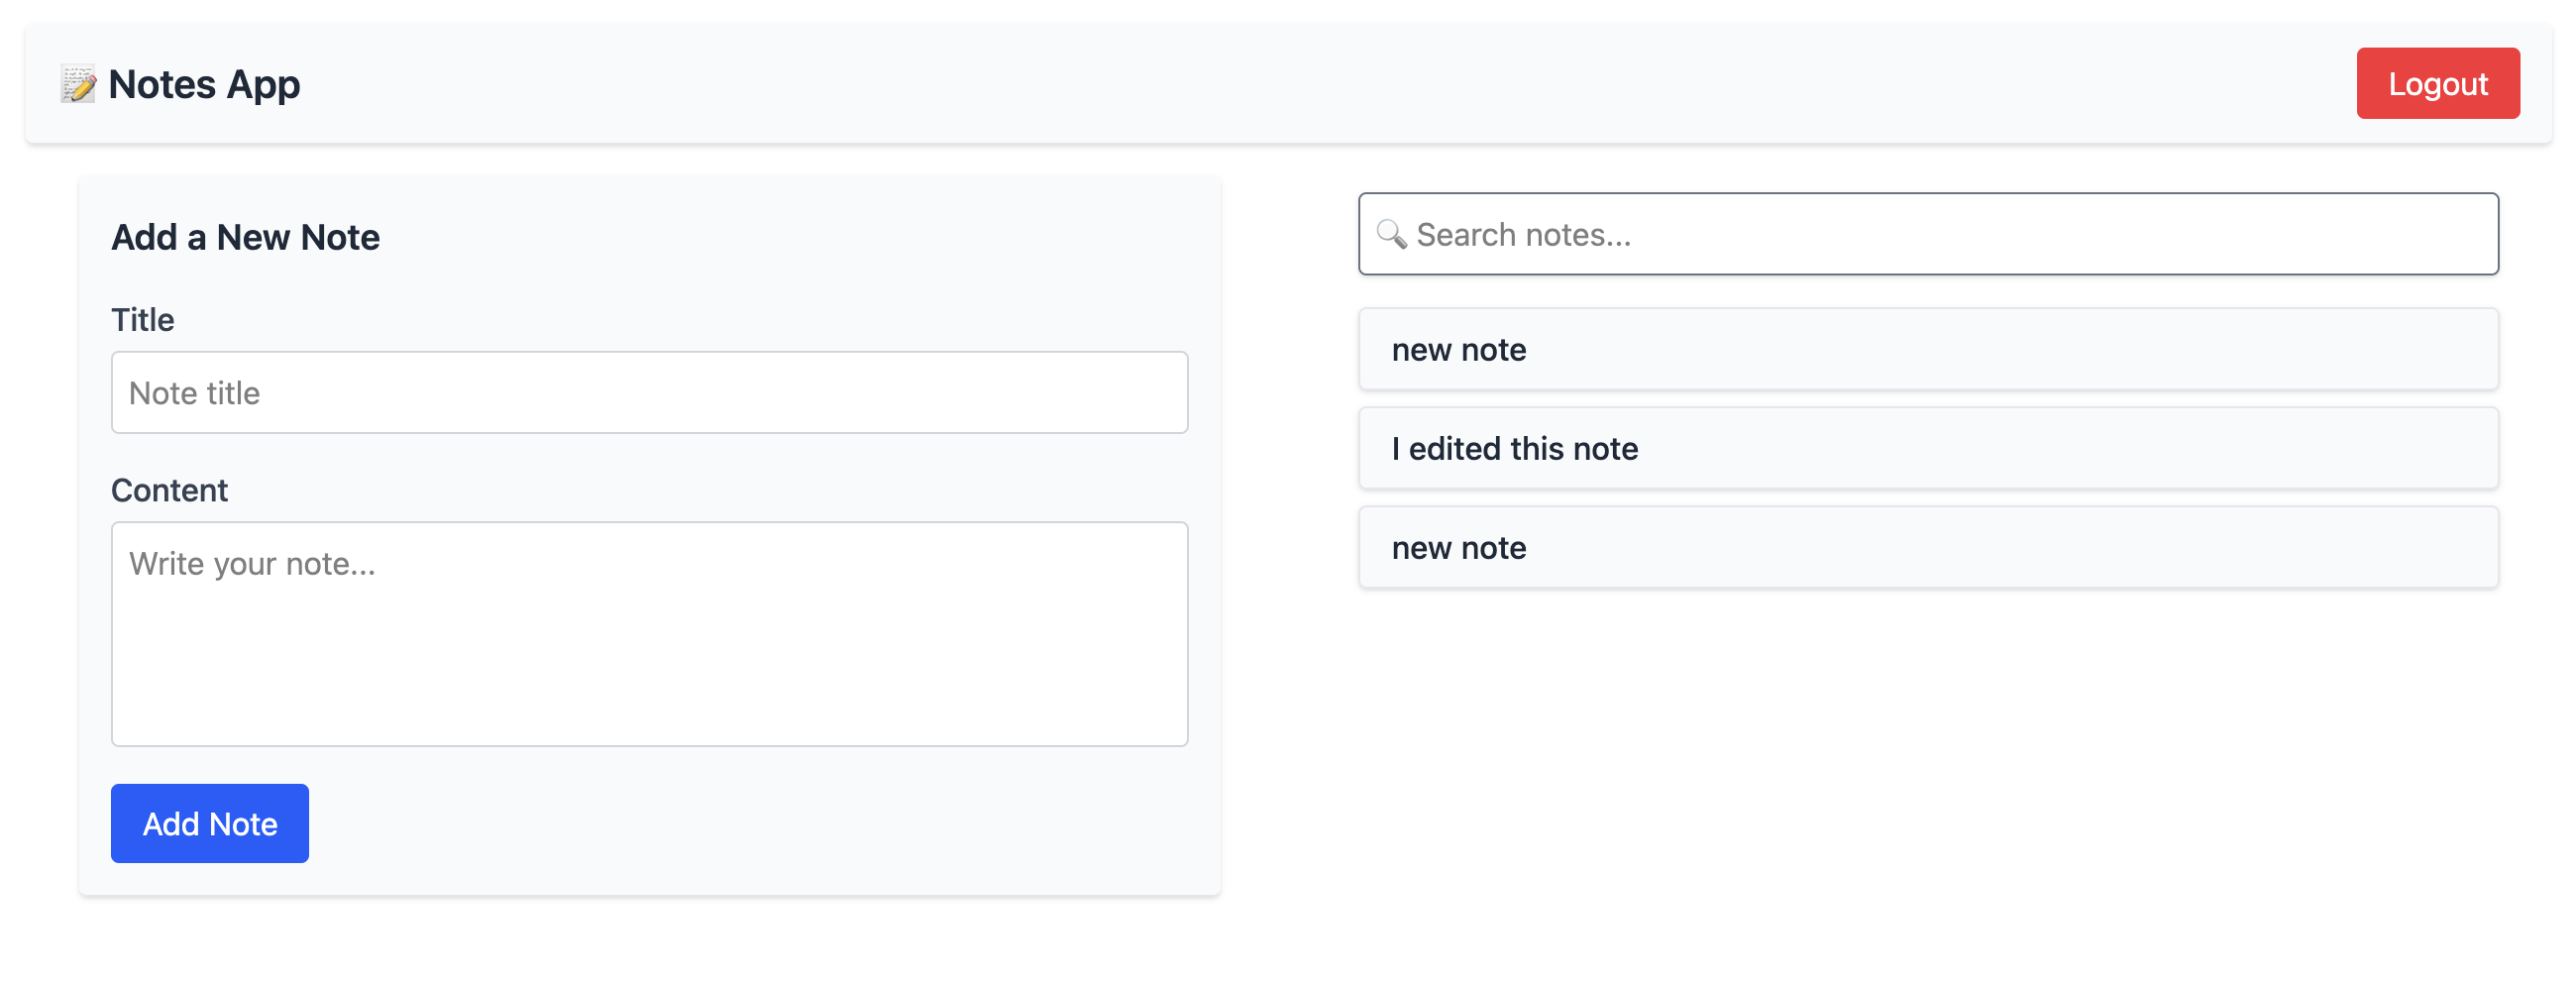 Notes App
Logout
Add a New Note
Title
Note title
Content
Write your note...
Add Note
Search notes...
new note
I edited this note
new note